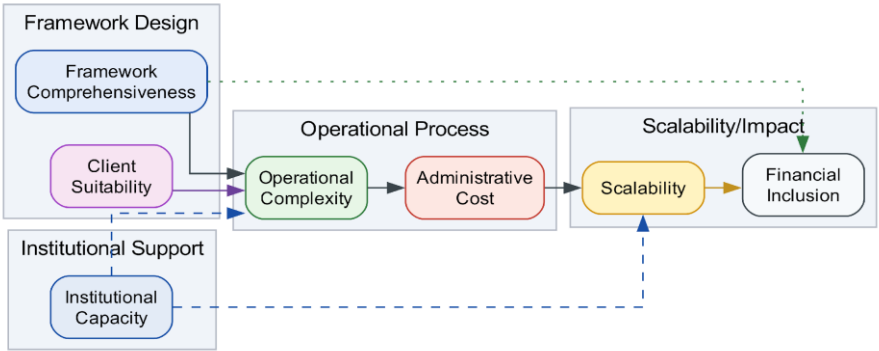 Framework Design
Framework
Comprehensiveness
Client
Suitability
Institutional Support
Institutional
Capacity
Operational Process
Operational
Complexity
Administrative
Cost
Scalability/Impact
Scalability
Financial
Inclusion